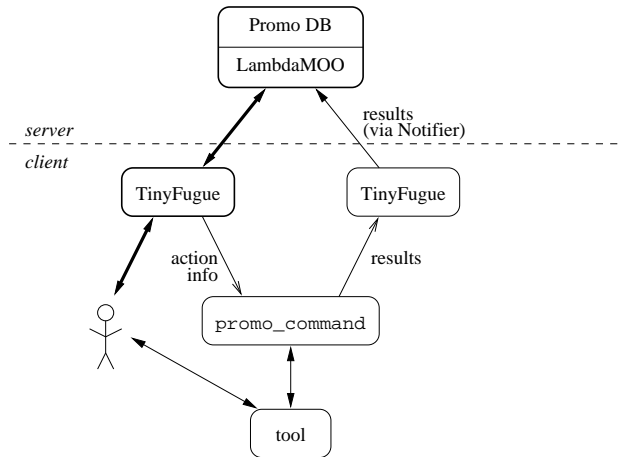 Promo DB
LambdaMOO
results
(via Notifier)
server
client
TinyFugue
TinyFugue
action
info
results
promo_command
tool